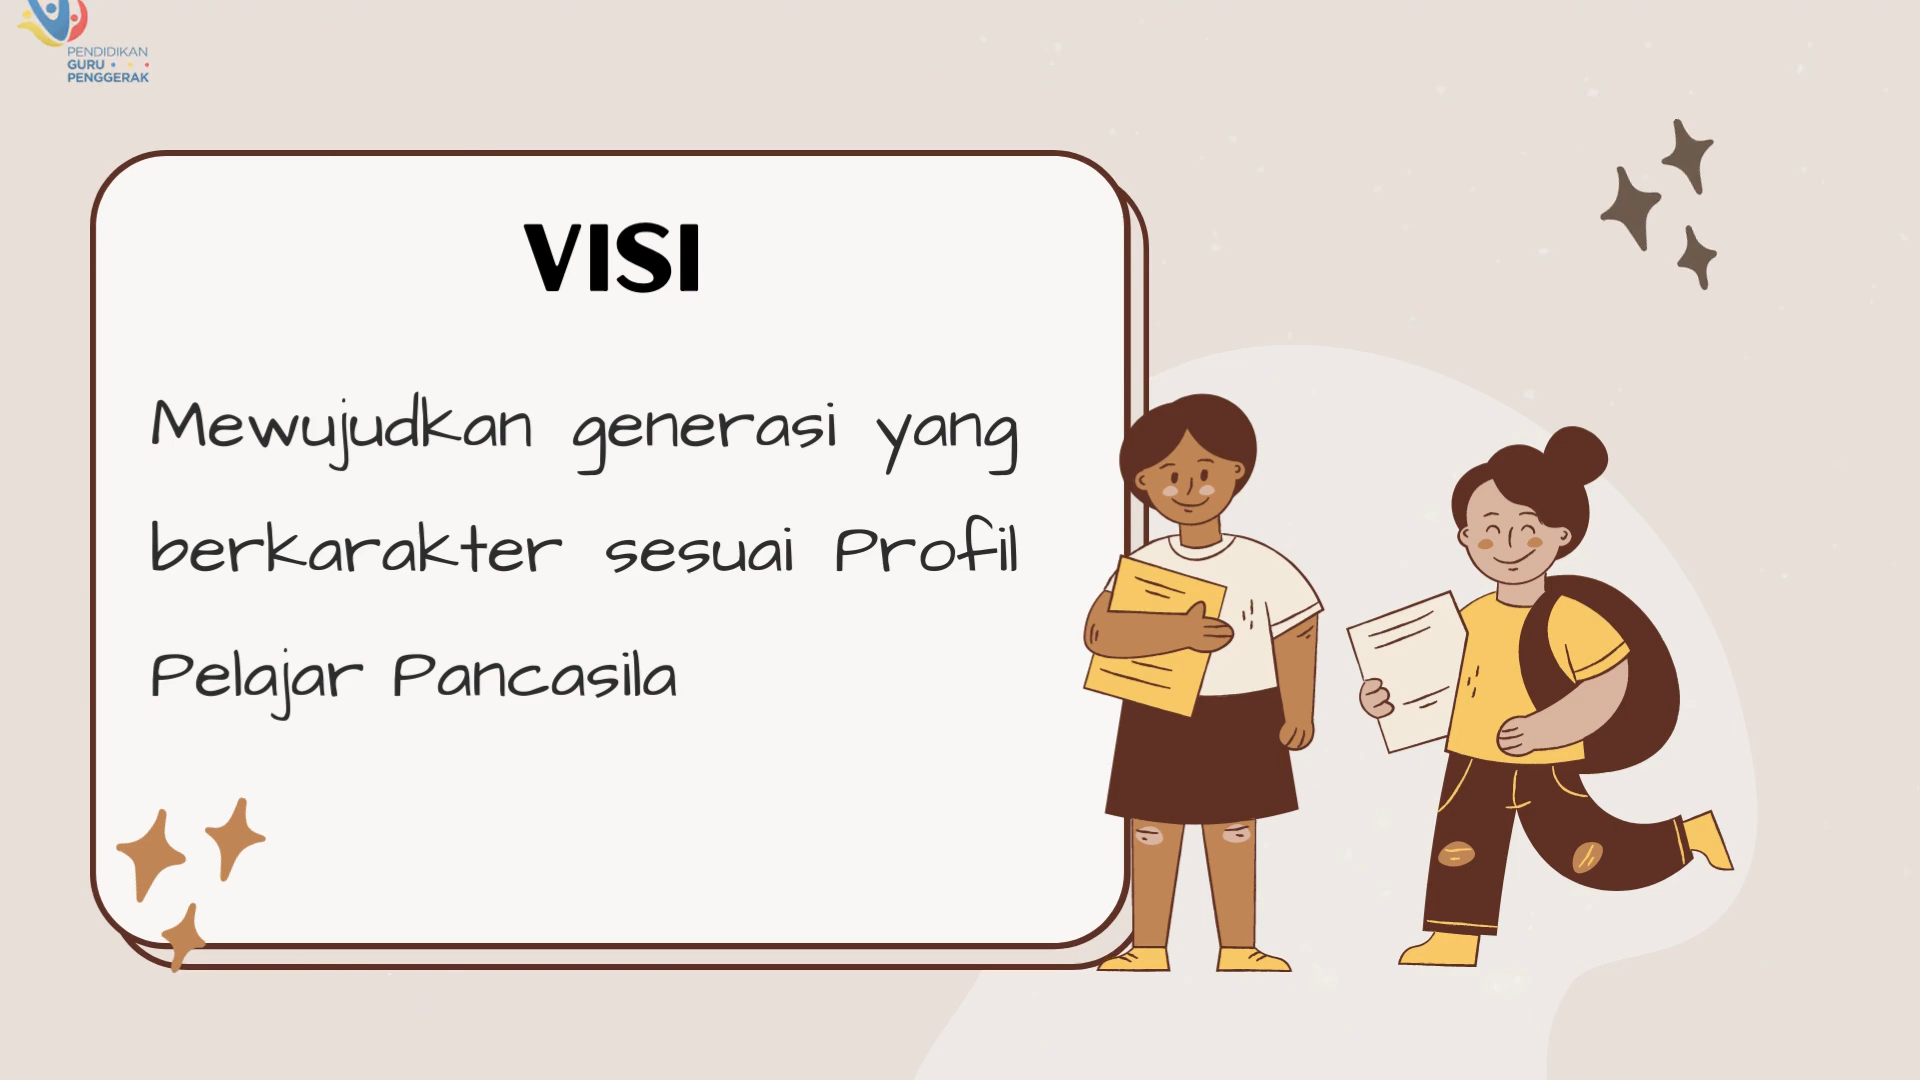 PENDIDIKAN
GURU
PENGGERAK
VISI
Mewujudkan generasi yang
berkarakter sesuai Profil
Pelajar Pancasila